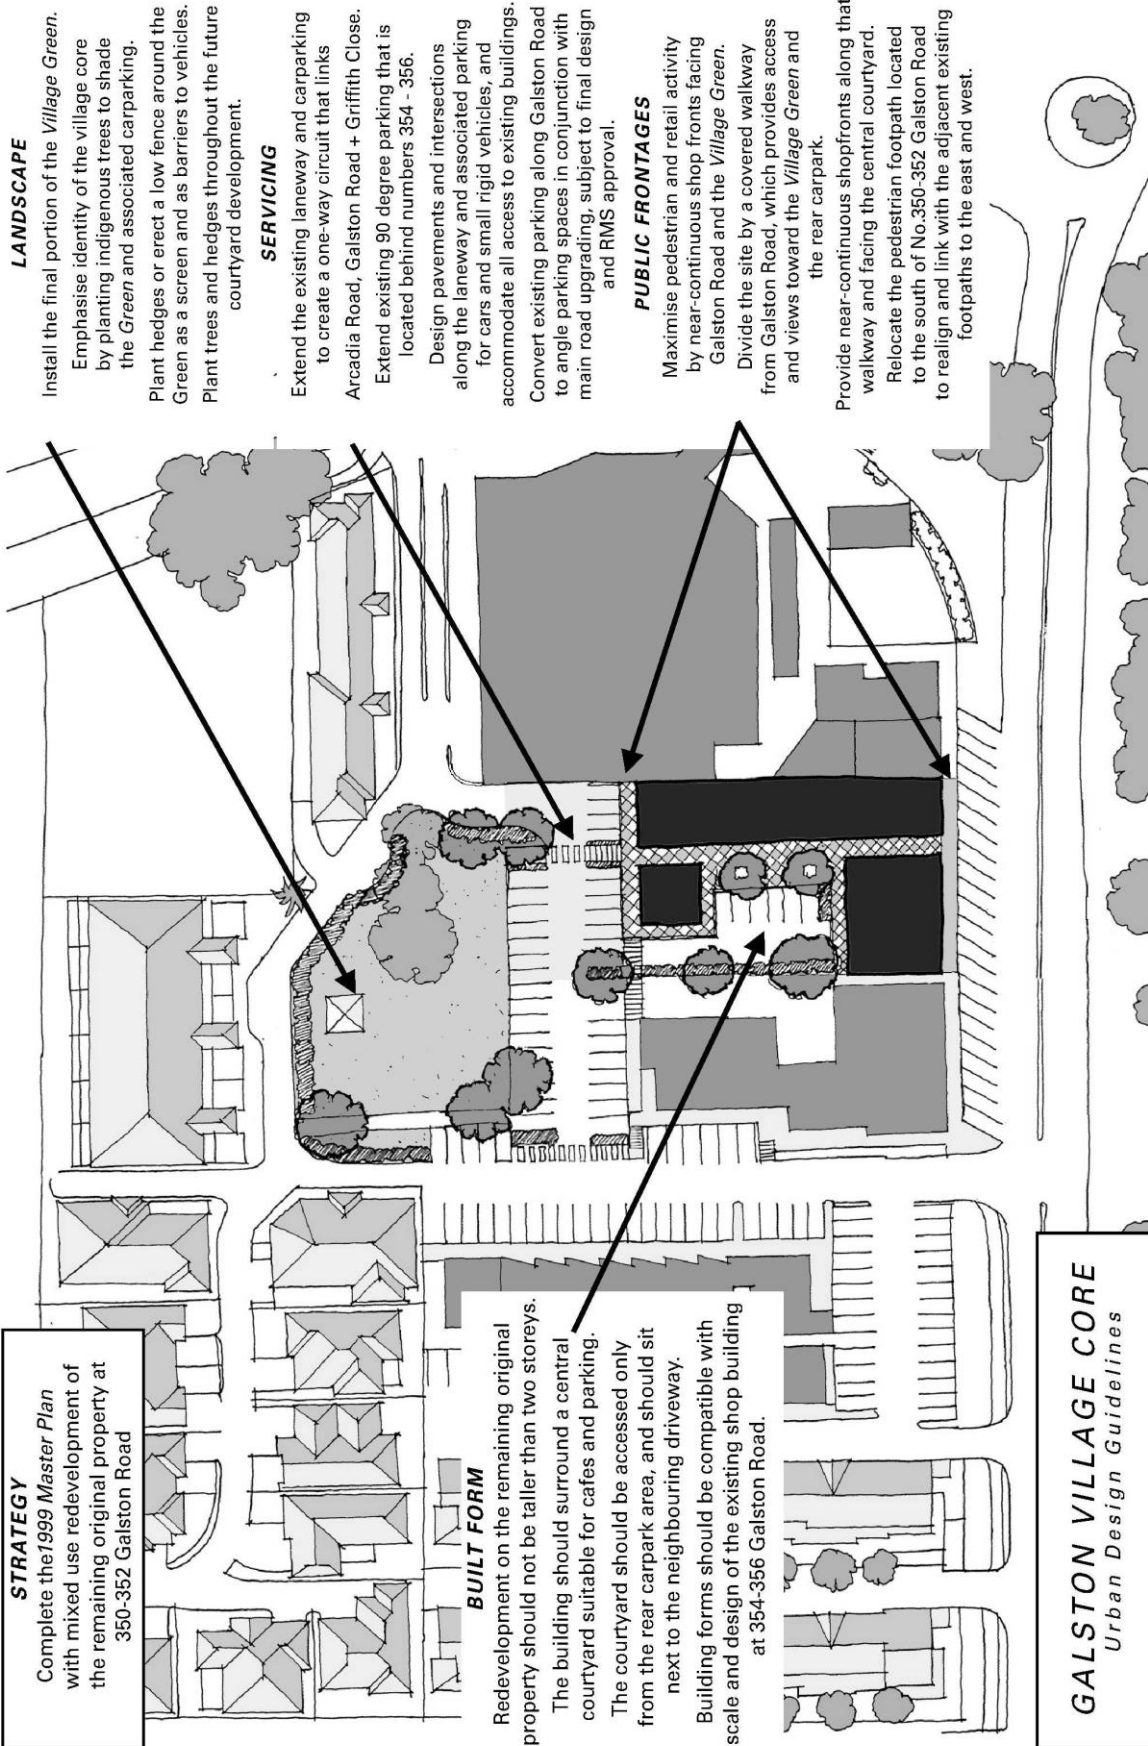 STRATEGY
Complete the1999 Master Plan
with mixed use redevelopment of
the remaining original property at
350-352 Galston Road
BUILT FORM
Redevelopment on the remaining original
property should not be taller than two storeys.
The building should surround a central
courtyard suitable for cafes and parking.
The courtyard should be accessed only
from the rear carpark area, and should sit
next to the neighbouring driveway.
Building forms should be compatible with
scale and design of the existing shop building
at 354-356 Galston Road.
LANDSCAPE
Install the final portion of the Village Green.
Emphasise identity of the village core
by planting indigenous trees to shade
the Green and associated carparking.
Plant hedges or erect a low fence around the
Green as a screen and as barriers to vehicles.
Plant trees and hedges throughout the future
courtyard development.
SERVICING
Extend the existing laneway and carparking
to create a one-way circuit that links
Arcadia Road, Galston Road + Griffith Close.
Extend existing 90 degree parking that is
located behind numbers 354 - 356.
Design pavements and intersections
along the laneway and associated parking
for cars and small rigid vehicles, and
accommodate all access to existing buildings.
Convert existing parking along Galston Road
to angle parking spaces in conjunction with
main road upgrading, subject to final design
and RMS approval.
PUBLIC FRONTAGES
Maximise pedestrian and retail activity
by near-continuous shop fronts facing
Galston Road and the Village Green.
Divide the site by a covered walkway
from Galston Road, which provides access
and views toward the Village Green and
the rear carpark.
Provide near-continuous shopfronts along that
walkway and facing the central courtyard.
Relocate the pedestrian footpath located
to the south of No.350-352 Galston Road
to realign and link with the adjacent existing
footpaths to the east and west.
GALSTON VILLAGE CORE
Urban Design Guidelines